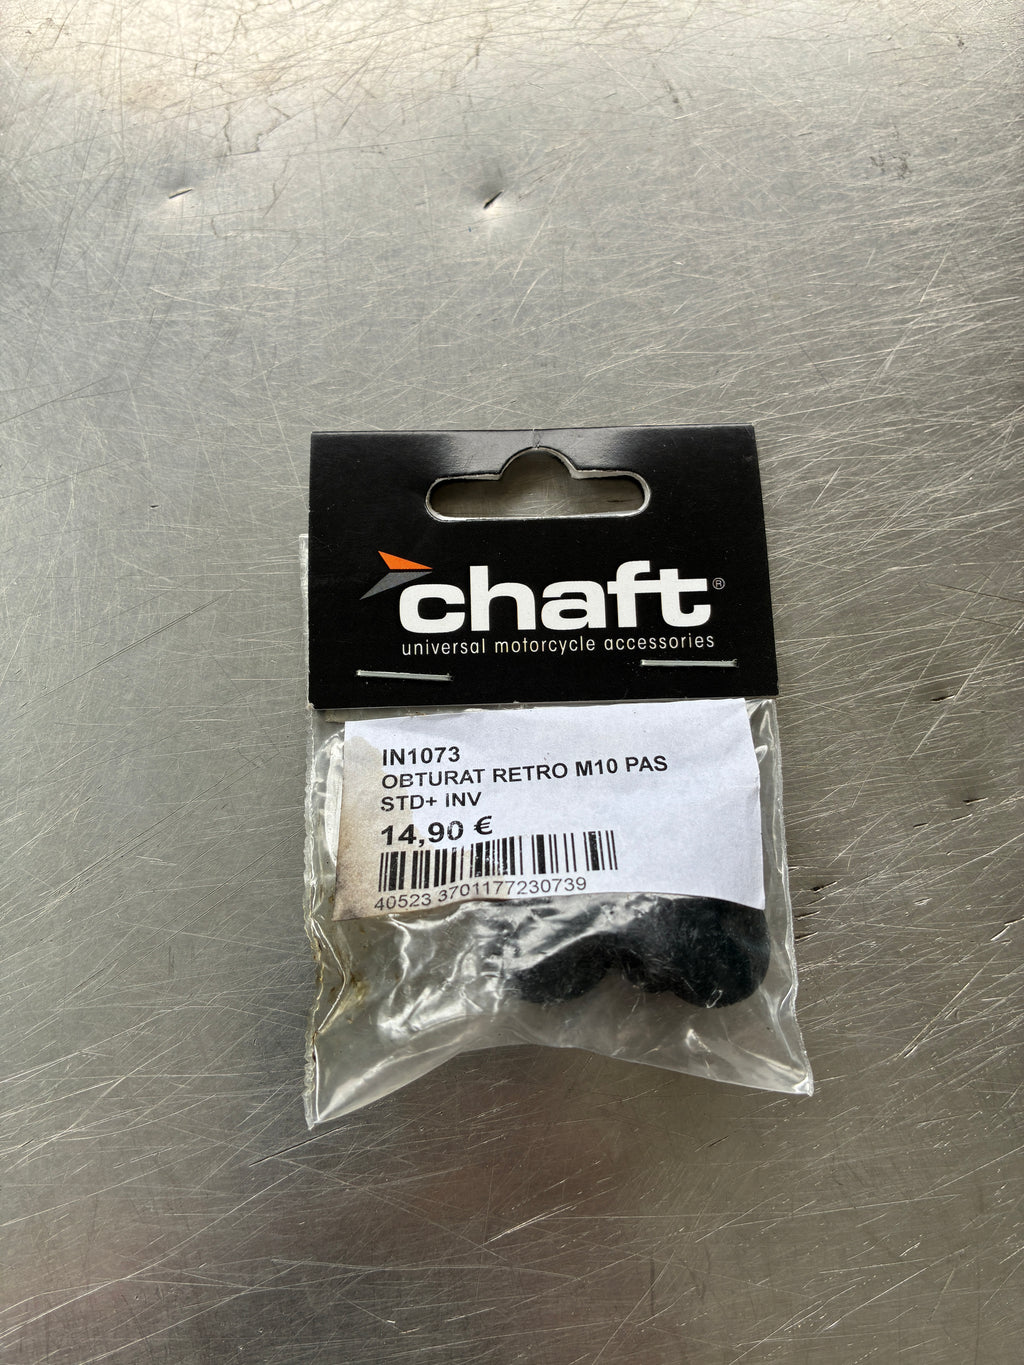 chaft®
universal motorcycle accessories
IN1073
OBTURAT RETRO M10 PAS
STD+ INV
14,90 €
40523 3701177230739